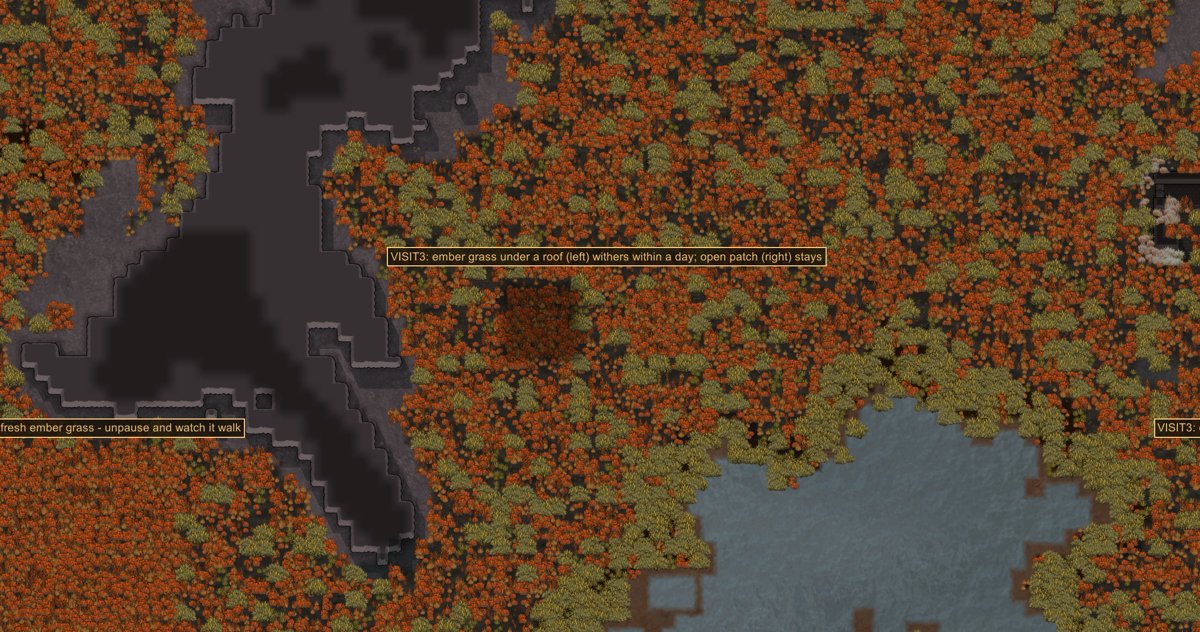 VISIT3: ember grass under a roof (left) withers within a day; open patch (right) stays
fresh ember grass - unpause and watch it walk
VISIT3: